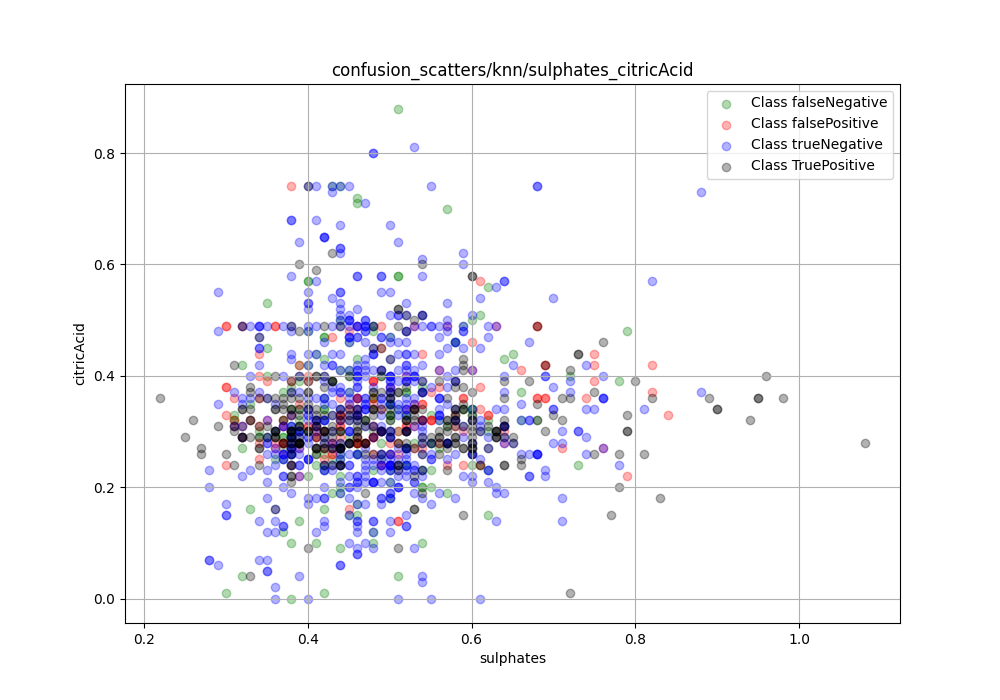 confusion_scatters/knn/sulphates_citricAcid
Class falseNegative
Class falsePositive
Class trueNegative
Class TruePositive
citricAcid
0.8
0.6
0.4
0.2
0.0
0.2 0.4 0.6 0.8 1.0
sulphates